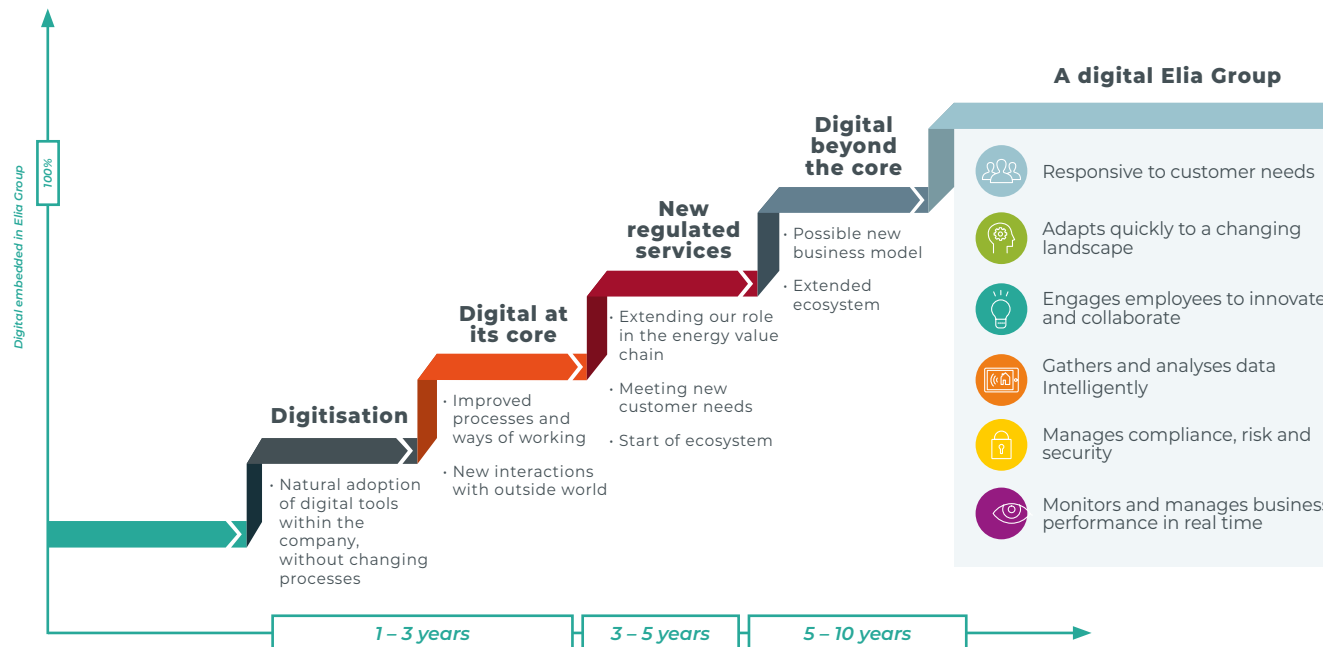 A digital Elia Group
Digital
beyond
the core
Responsive to customer needs
100%
Digital embedded in Elia Group
New
regulated
services
Adapts quickly to a changing
landscape
· Possible new
business model
· Extended
ecosystem
Engages employees to innovate
and collaborate
Digital at
its core
· Extending our role
in the energy value
chain
· Meeting new
customer needs
· Start of ecosystem
Gathers and analyses data
Intelligently
Digitisation
· Improved
processes and
ways of working
· New interactions
with outside world
Manages compliance, risk and
security
· Natural adoption
of digital tools
within the
company,
without changing
processes
Monitors and manages business
performance in real time
1 – 3 years
3 – 5 years
5 – 10 years